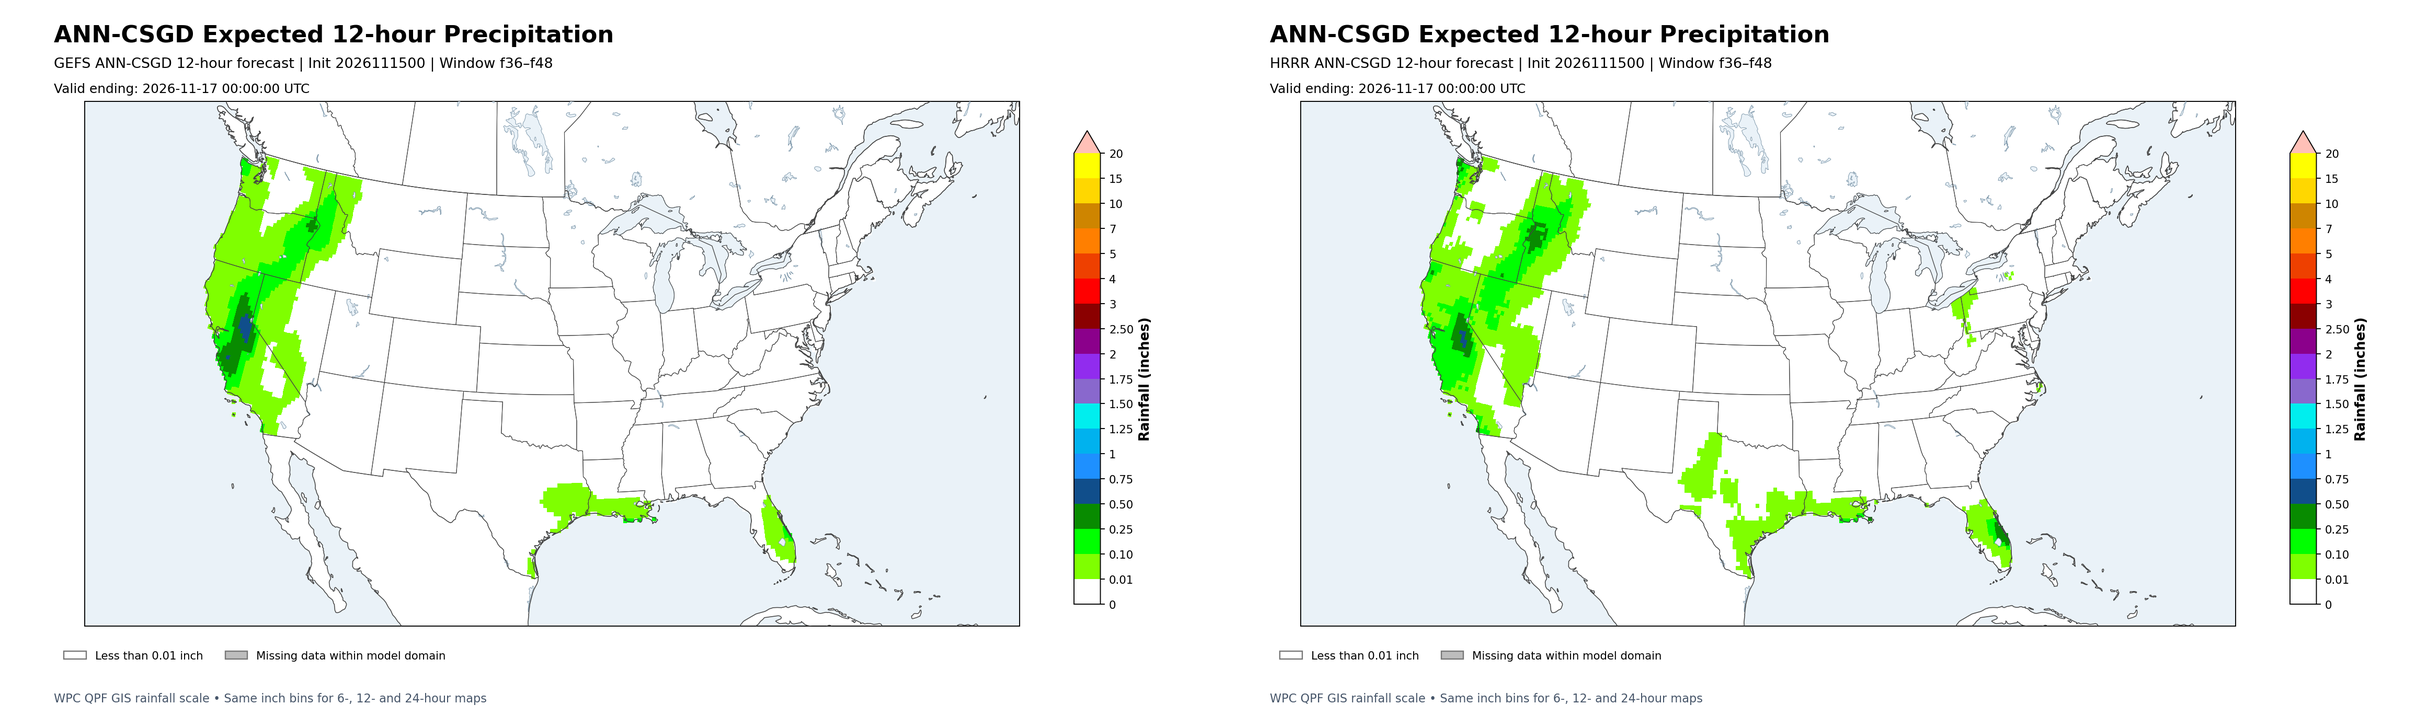 ANN-CSGD Expected 12-hour Precipitation
GEFS ANN-CSGD 12-hour forecast | Init 2026111500 | Window f36–f48
Valid ending: 2026-11-17 00:00:00 UTC
20
15
10
7
5
4
3
2.50
2
1.75
1.50
1.25
1
0.75
0.50
0.25
0.10
0.01
0
Rainfall (inches)
Less than 0.01 inch
Missing data within model domain
WPC QPF GIS rainfall scale • Same inch bins for 6-, 12- and 24-hour maps
ANN-CSGD Expected 12-hour Precipitation
HRRR ANN-CSGD 12-hour forecast | Init 2026111500 | Window f36–f48
Valid ending: 2026-11-17 00:00:00 UTC
20
15
10
7
5
4
3
2.50
2
1.75
1.50
1.25
1
0.75
0.50
0.25
0.10
0.01
0
Rainfall (inches)
Less than 0.01 inch
Missing data within model domain
WPC QPF GIS rainfall scale • Same inch bins for 6-, 12- and 24-hour maps